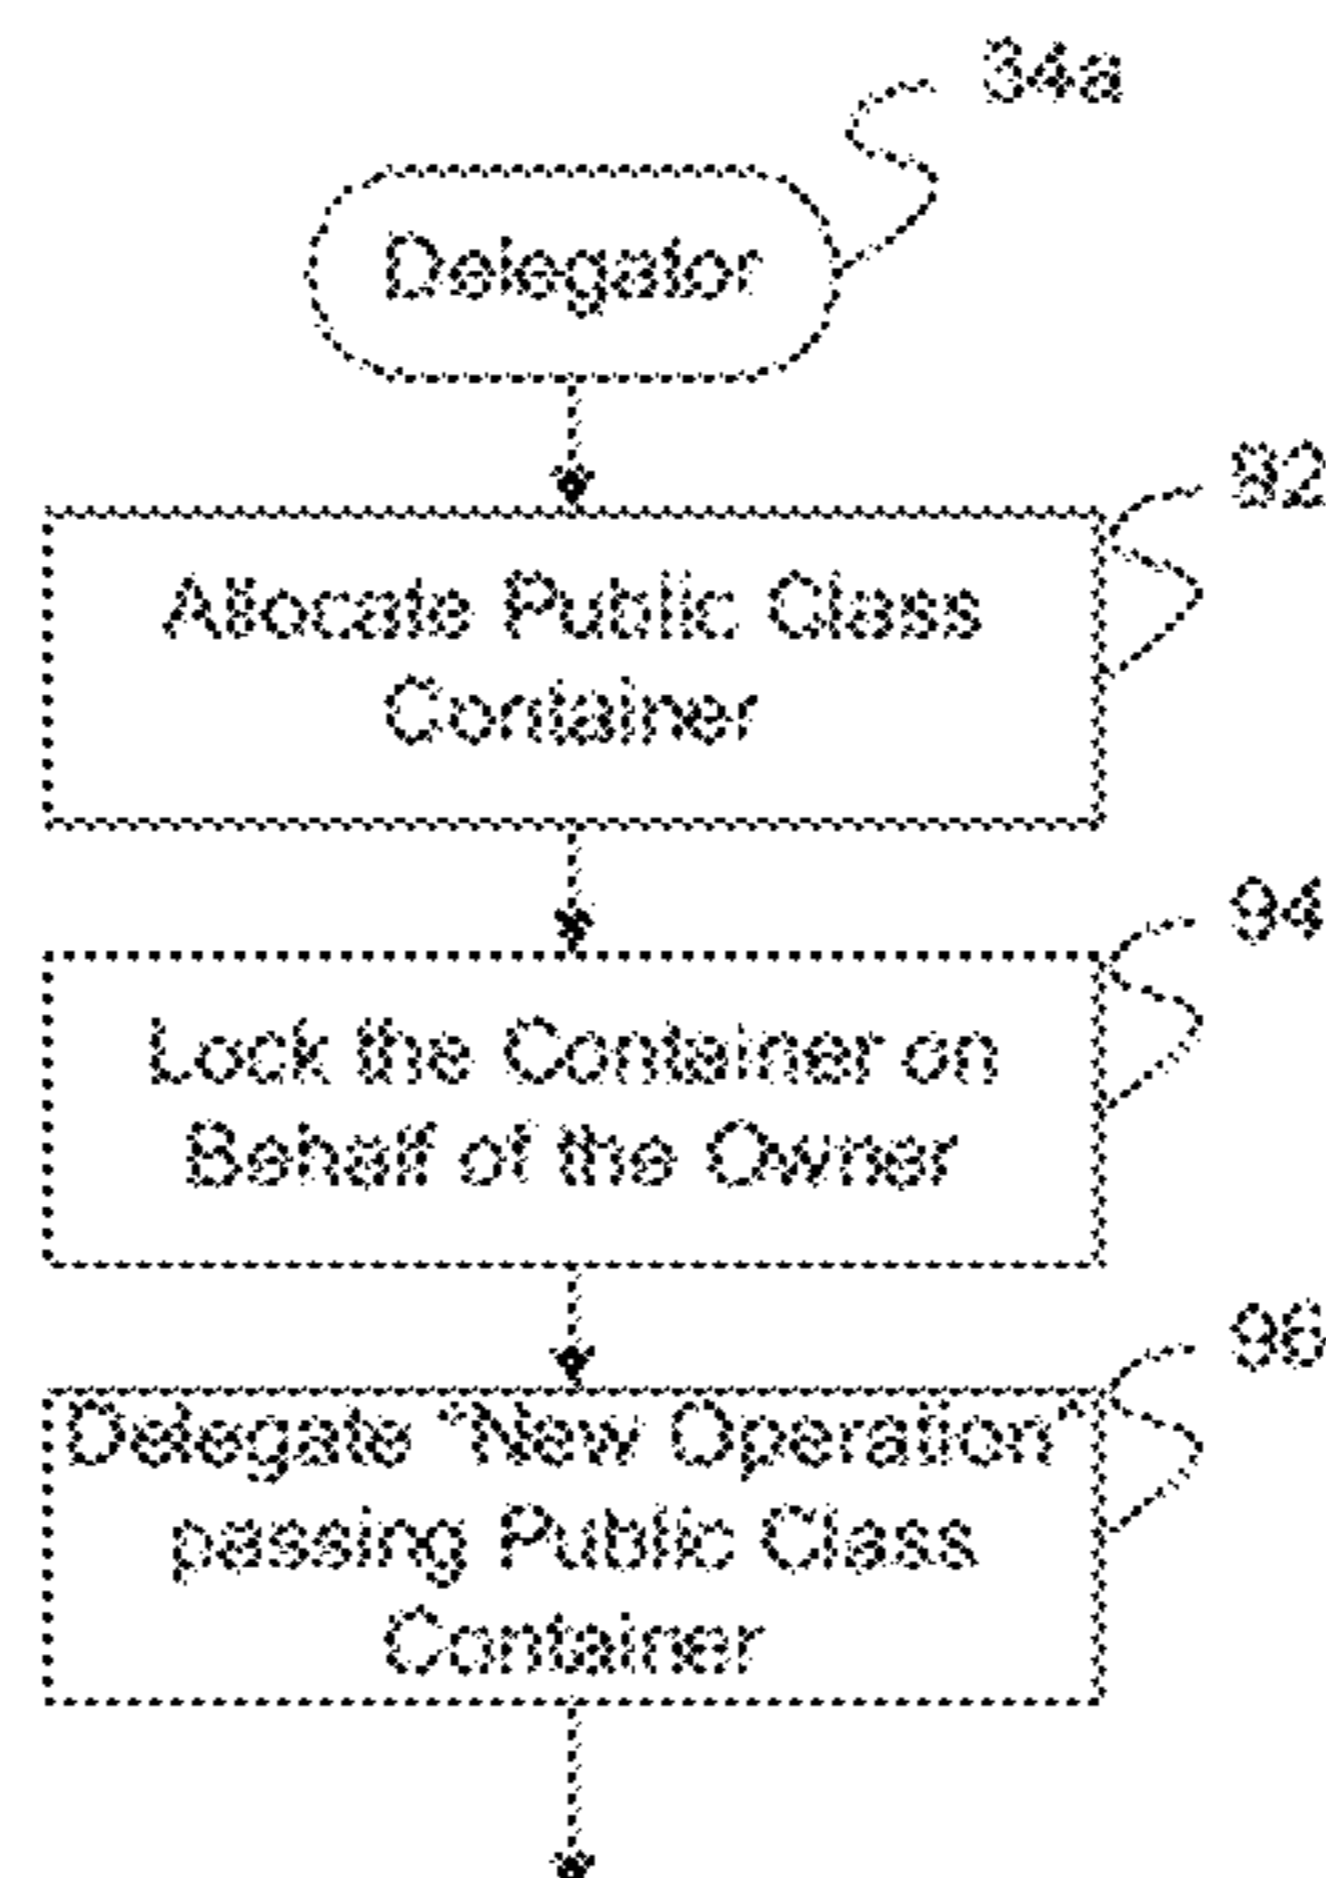 34a
Delegator
92
Allocate Public Class
Container
94
Lock the Container on
Behalf of the Owner
96
Delegate "New Operation"
passing Public Class
Container